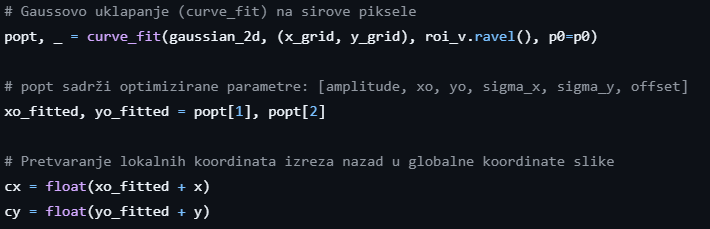 # Gaussovo uklapanje (curve_fit) na sirove piksele
popt, _ = curve_fit(gaussian_2d, (x_grid, y_grid), roi_v.ravel(), p0=p0)
# popt sadrži optimizirane parametre: [amplitude, xo, yo, sigma_x, sigma_y, offset]
xo_fitted, yo_fitted = popt[1], popt[2]
# Pretvaranje lokalnih koordinata izreza nazad u globalne koordinate slike
cx = float(xo_fitted + x)
cy = float(yo_fitted + y)